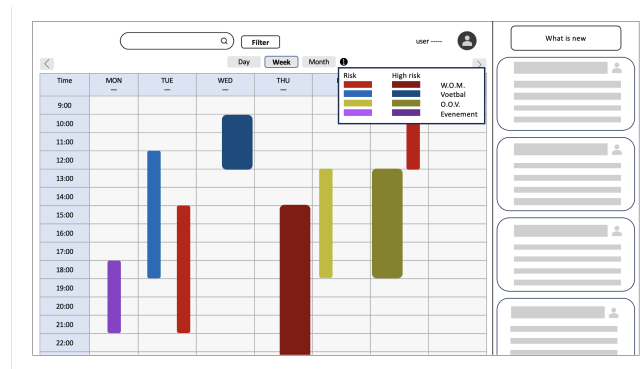 Filter
user -----
What is new
Day Week Month
Risk High risk
W.O.M.
Voetbal
O.O.V.
Evenement
Time MON TUE WED THU
9:00
10:00
11:00
12:00
13:00
14:00
15:00
16:00
17:00
18:00
19:00
20:00
21:00
22:00